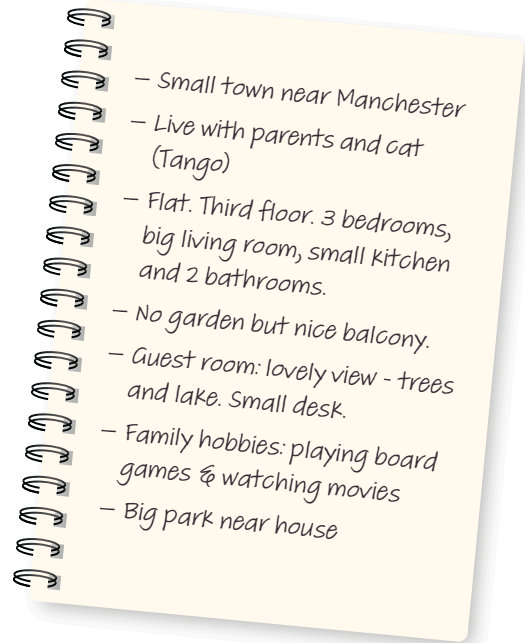 – Small town near Manchester
– Live with parents and cat
(Tango)
– Flat. Third floor. 3 bedrooms,
big living room, small kitchen
and 2 bathrooms.
– No garden but nice balcony.
– Guest room: lovely view - trees
and lake. Small desk.
– Family hobbies: playing board
games & watching movies
– Big park near house